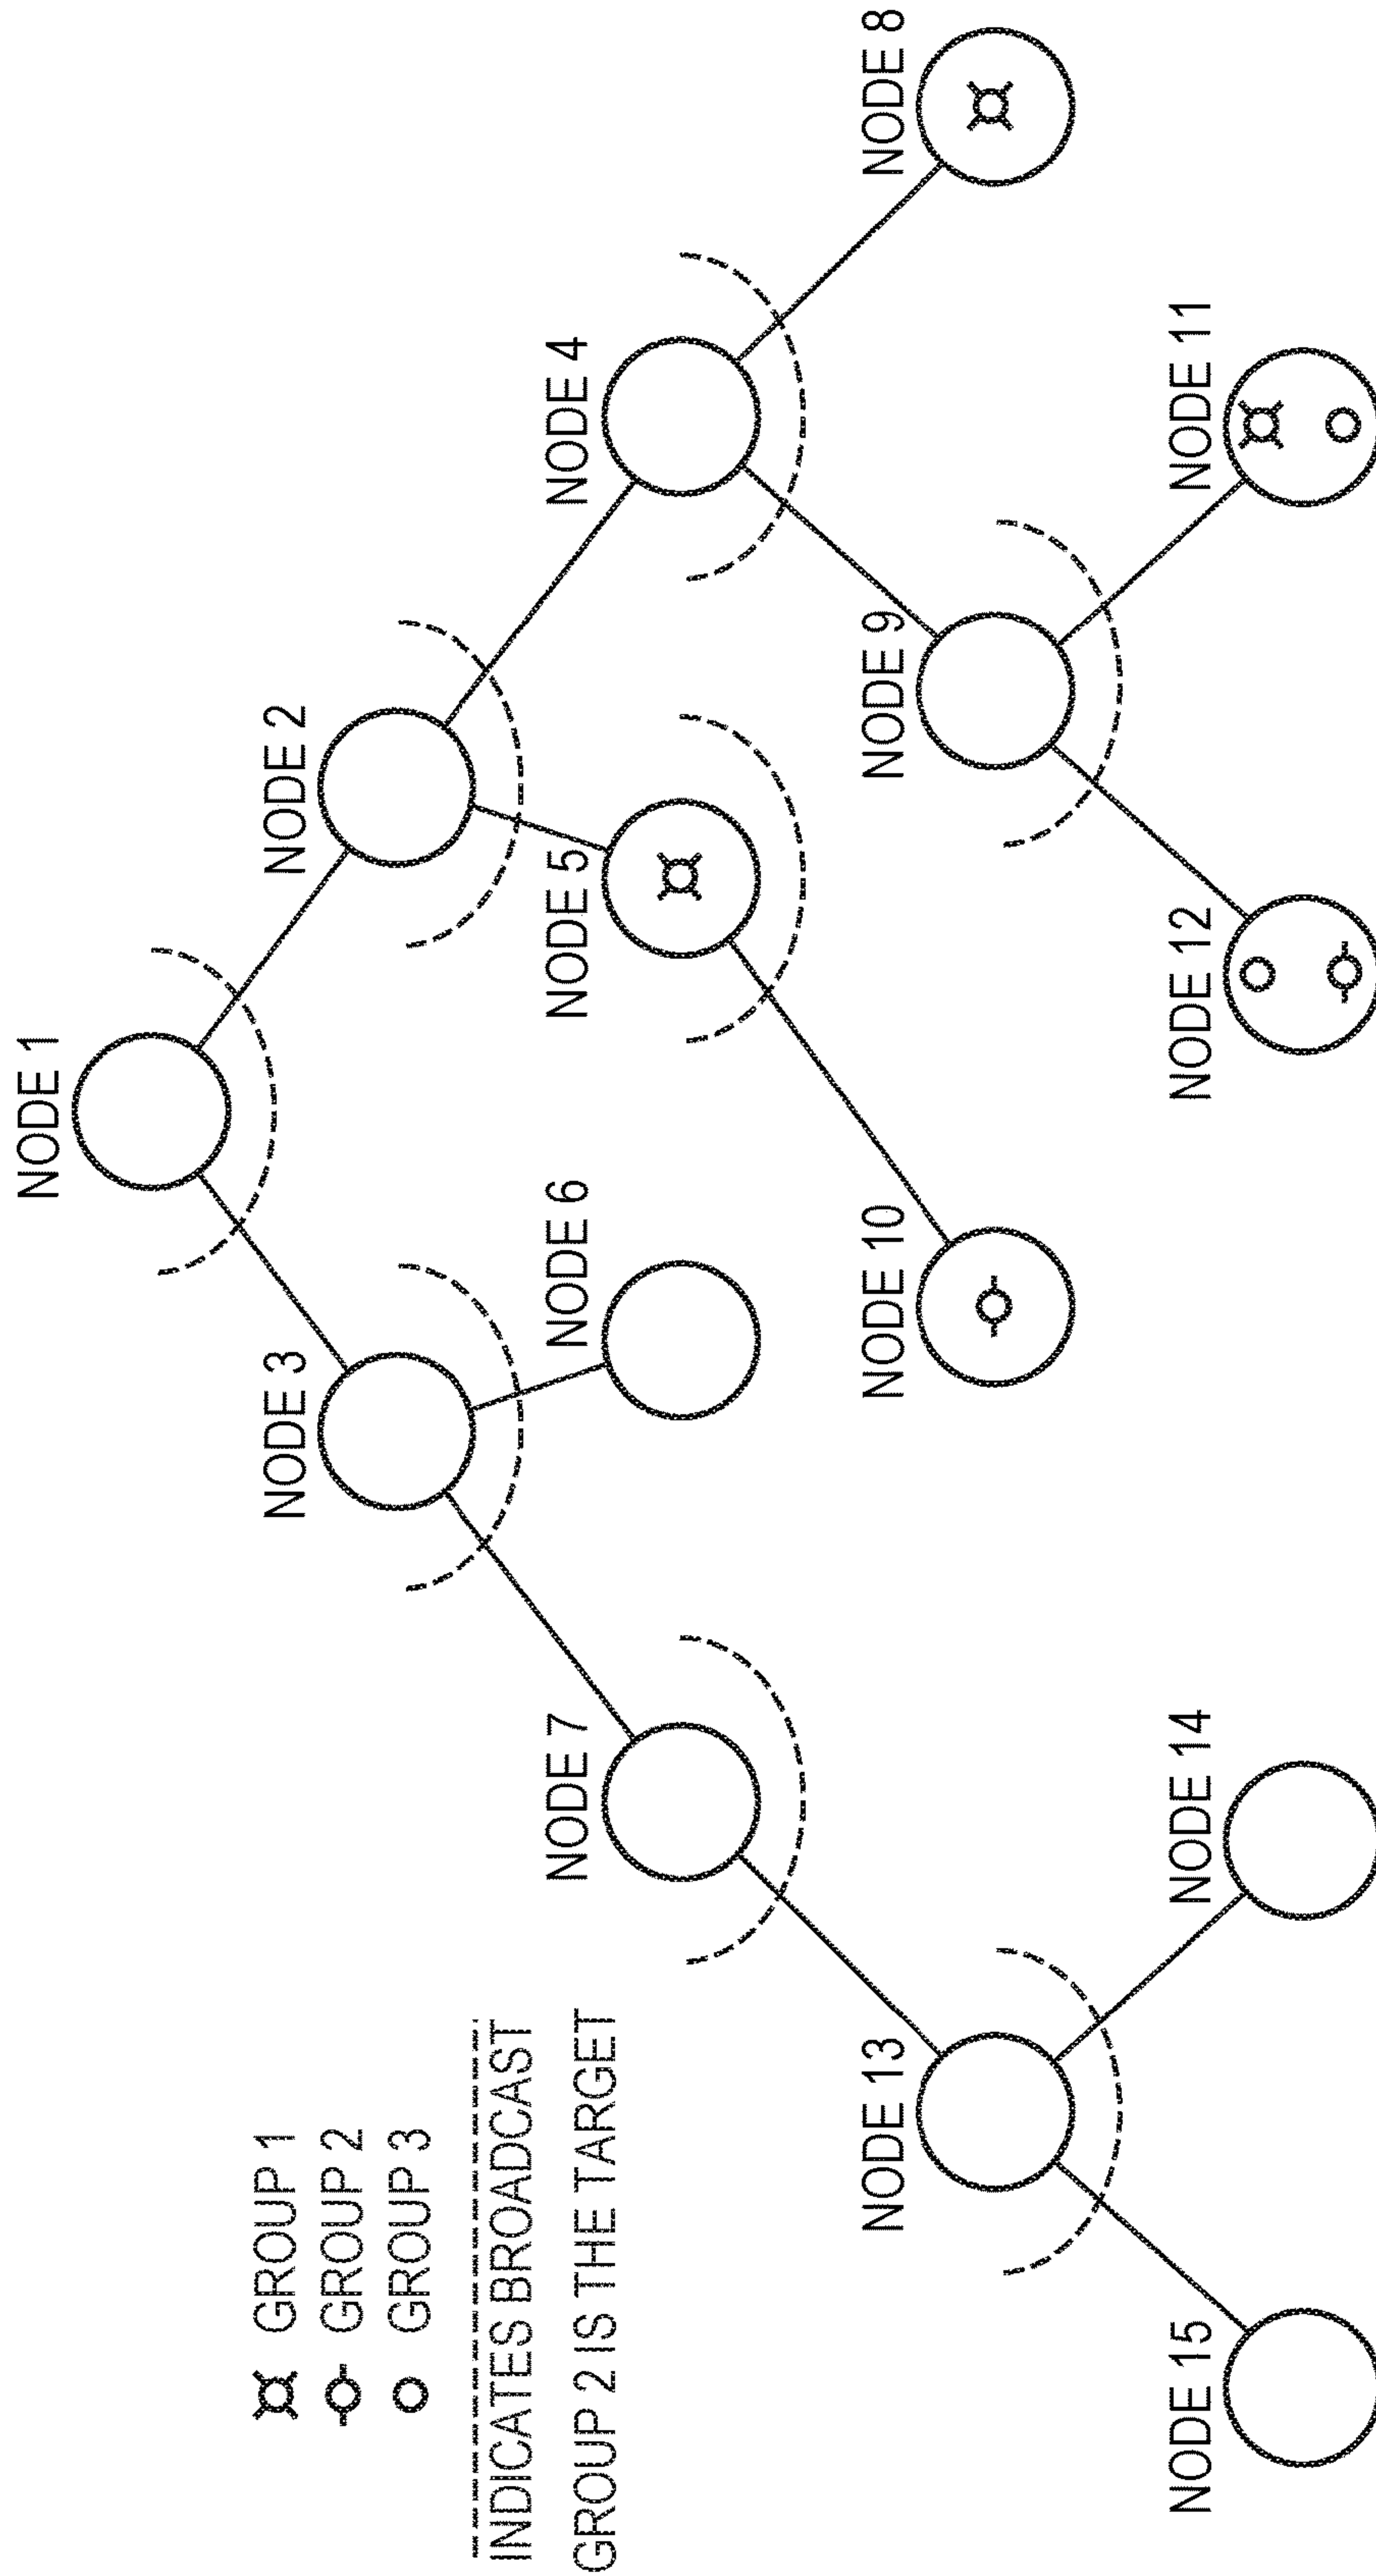 GROUP 1
GROUP 2
GROUP 3
INDICATES BROADCAST
GROUP 2 IS THE TARGET
NODE 1
NODE 3
NODE 2
NODE 7
NODE 6
NODE 5
NODE 4
NODE 13
NODE 10
NODE 9
NODE 8
NODE 15
NODE 14
NODE 12
NODE 11